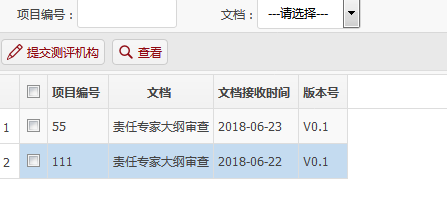 项目编号： 文档： ---请选择---
提交测评机构 查看
项目编号 文档 文档接收时间 版本号
1 55 责任专家大纲审查 2018-06-23 V0.1
2 111 责任专家大纲审查 2018-06-22 V0.1